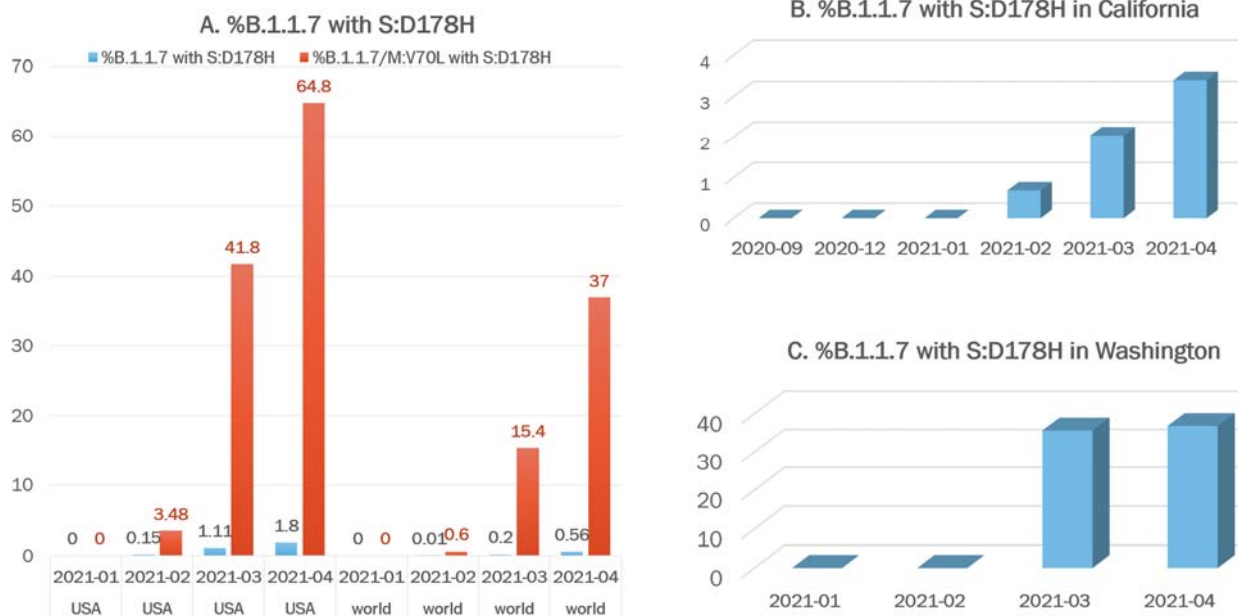 A. %B.1.1.7 with S:D178H
%B.1.1.7 with S:D178H %B.1.1.7/M:V70L with S:D178H
70
60
50
40
30
20
10
0
0 0 0.15 3.48 1.11 41.8 1.8 64.8 0 0 0.01 0.6 0.2 15.4 0.56 37
2021-01 2021-02 2021-03 2021-04 2021-01 2021-02 2021-03 2021-04
USA USA USA USA world world world world
B. %B.1.1.7 with S:D178H in California
4
3
2
1
0
2020-09 2020-12 2021-01 2021-02 2021-03 2021-04
C. %B.1.1.7 with S:D178H in Washington
40
30
20
10
0
2021-01 2021-02 2021-03 2021-04